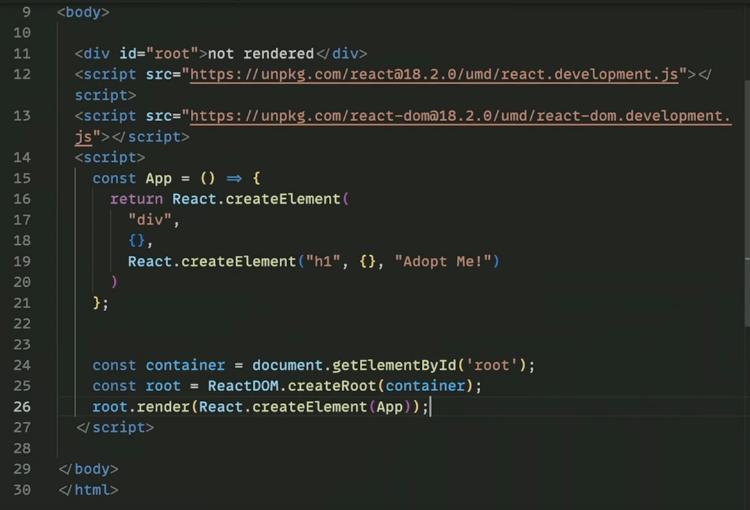 9 <body>
10
11 <div id="root">not rendered</div>
12 <script src="https://unpkg.com/react@18.2.0/umd/react.development.js"></
script>
13 <script src="https://unpkg.com/react-dom@18.2.0/umd/react-dom.development.
js"></script>
14 <script>
15 const App = () => {
16 return React.createElement(
17 "div",
18 {},
19 React.createElement("h1", {}, "Adopt Me!")
20 )
21 };
22
23
24 const container = document.getElementById('root');
25 const root = ReactDOM.createRoot(container);
26 root.render(React.createElement(App));
27 </script>
28
29 </body>
30 </html>